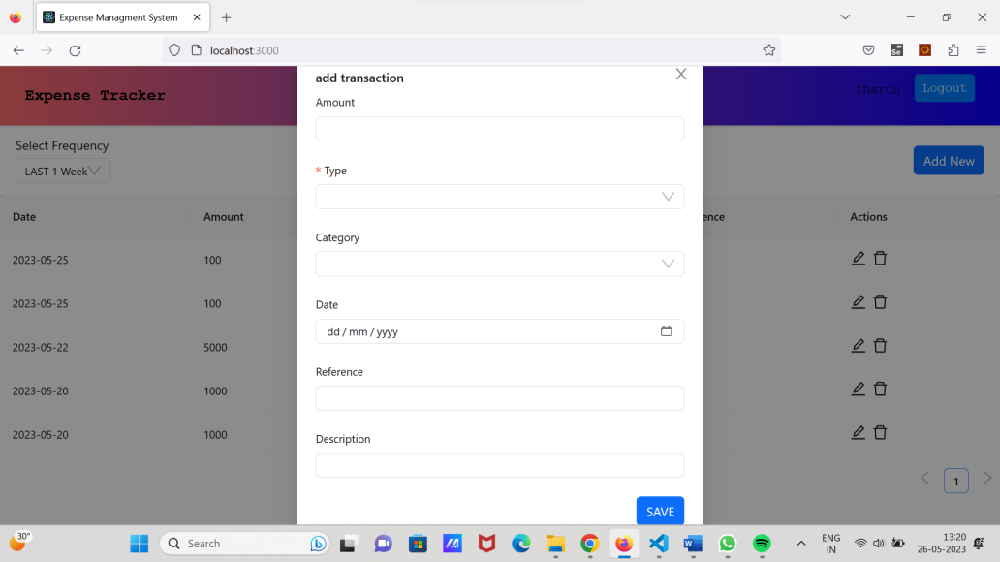 Expense Managment System
localhost:3000
Expense Tracker
tharun
Logout
add transaction
Amount
* Type
Category
Date
dd / mm / yyyy
Reference
Description
SAVE
Select Frequency
LAST 1 Week
Add New
Date Amount ence Actions
2023-05-25 100
2023-05-25 100
2023-05-22 5000
2023-05-20 1000
2023-05-20 1000
1
30°
Search
ENG
IN
13:20
26-05-2023